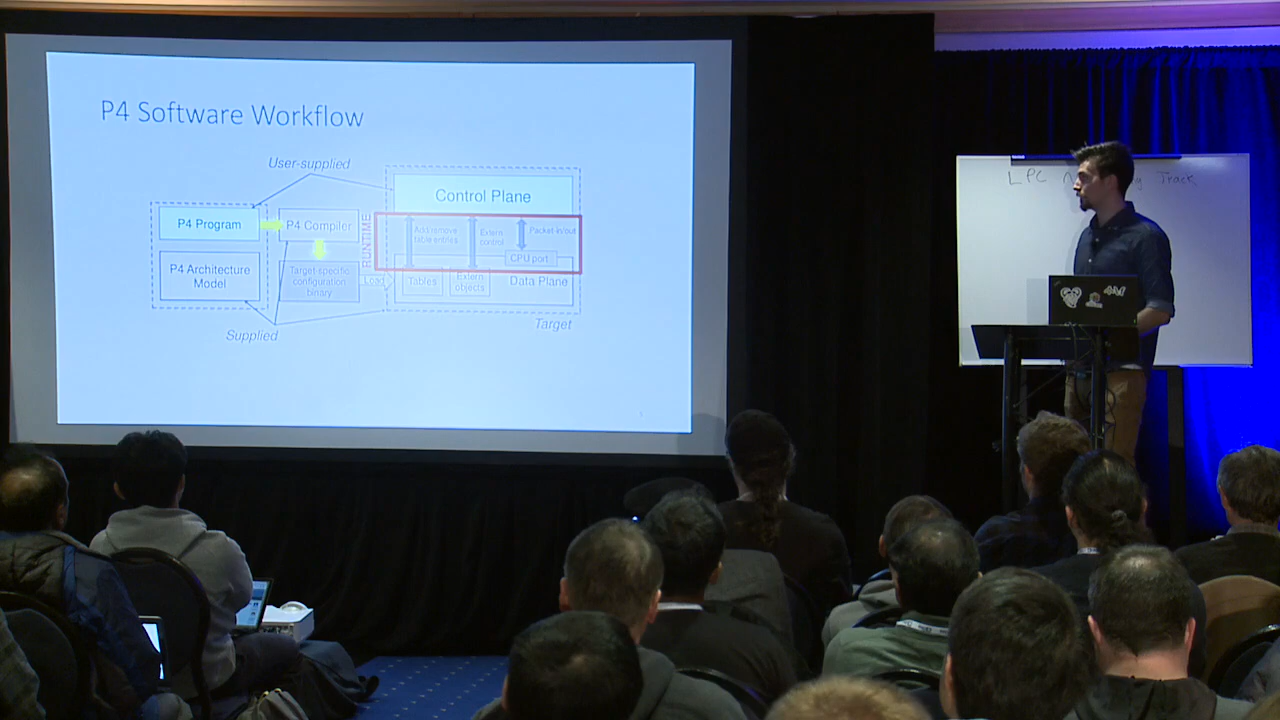 P4 Software Workflow
User-supplied
Control Plane
P4 Program
P4 Compiler
RUNTIME
Add/remove
table entries
Extern
control
Packet-in/out
CPU port
P4 Architecture
Model
Target-specific
configuration
binary
Load
Tables
Extern
objects
Data Plane
Supplied
Target
LPC
Track